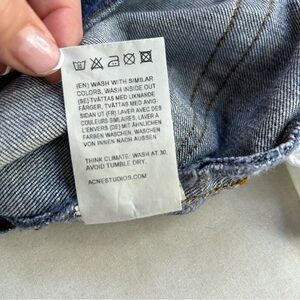 (EN) WASH WITH SIMILAR
COLORS, WASH INSIDE OUT
(SE) TVÄTTAS MED LIKNANDE
FÄRGER, TVÄTTAS MED AVIG-
SIDAN UT (FR) LAVER AVEC DES
COULEURS SIMILAIRES, LAVER A
L'ENVERS (DE) MIT ÄHNLICHEN
FARBEN WASCHEN, WASCHEN
VON INNEN NACH AUSSEN
THINK CLIMATE: WASH AT 30,
AVOID TUMBLE DRY.
ACNESTUDIOS.COM